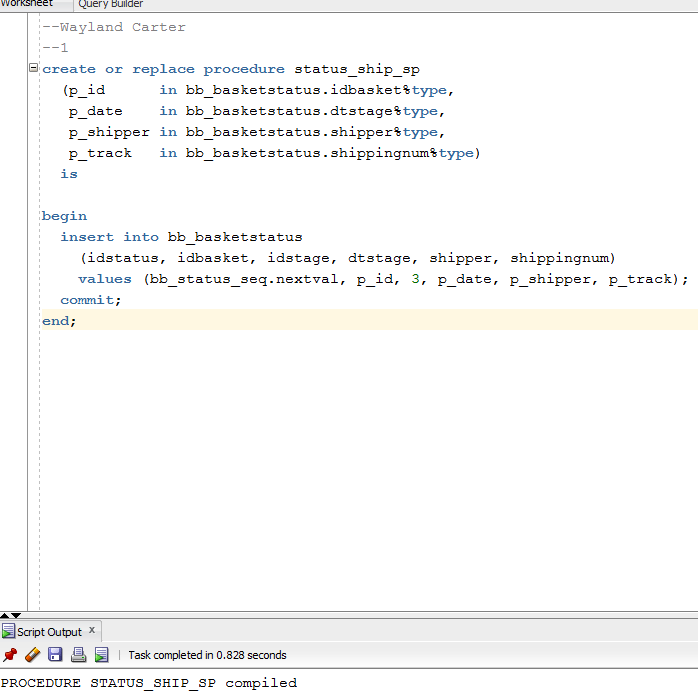 Worksheet Query Builder
--Wayland Carter
--1
create or replace procedure status_ship_sp
(p_id in bb_basketstatus.idbasket%type,
p_date in bb_basketstatus.dtstage%type,
p_shipper in bb_basketstatus.shipper%type,
p_track in bb_basketstatus.shippingnum%type)
is
begin
insert into bb_basketstatus
(idstatus, idbasket, idstage, dtstage, shipper, shippingnum)
values (bb_status_seq.nextval, p_id, 3, p_date, p_shipper, p_track);
commit;
end;
Script Output x
Task completed in 0.828 seconds
PROCEDURE STATUS_SHIP_SP compiled